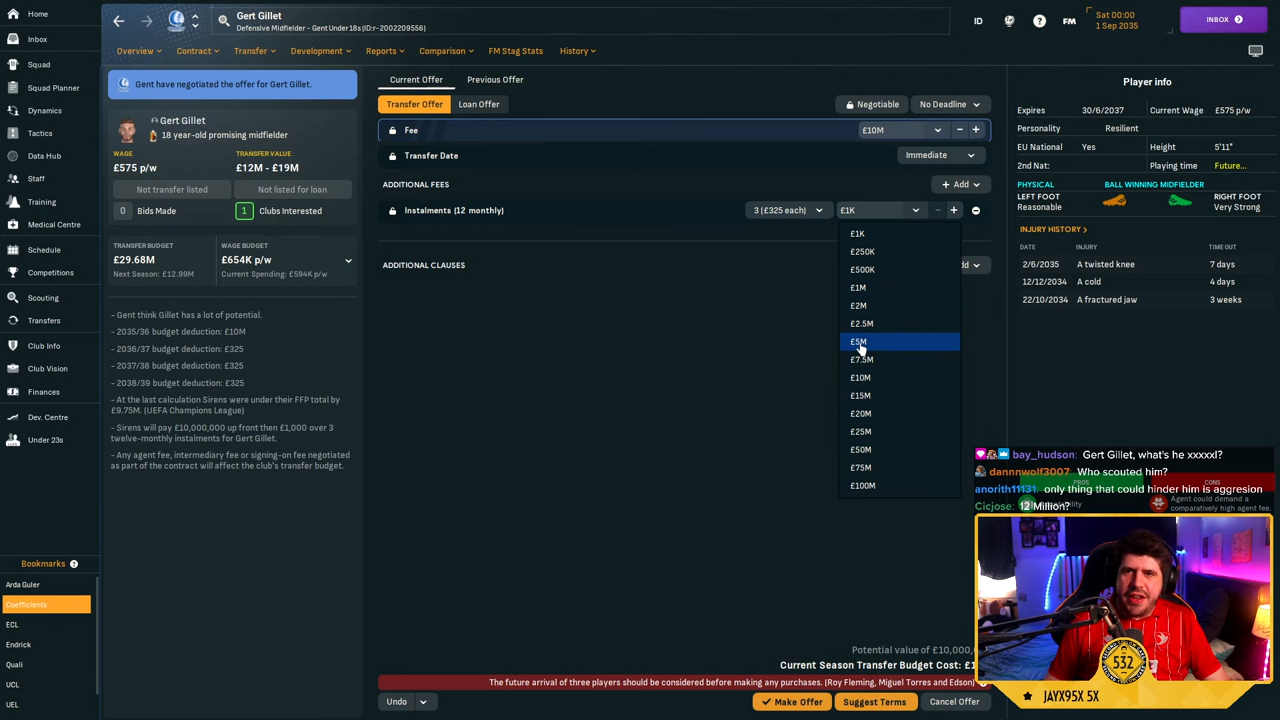 Home
Inbox
Squad
Squad Planner
Dynamics
Tactics
Data Hub
Staff
Training
Medical Centre
Schedule
Competitions
Scouting
Transfers
Club Info
Club Vision
Finances
Dev. Centre
Under 23s
Bookmarks ?
Arda Guler
Coefficients
ECL
Endrick
Quali
UCL
UEL
Gert Gillet
Defensive Midfielder - Gent Under18s (ID:r-2002209556)
ID
?
FM
Sat 00:00
1 Sep 2035
INBOX
Overview
Contract
Transfer
Development
Reports
Comparison
FM Stag Stats
History
Gent have negotiated the offer for Gert Gillet.
Gert Gillet
18 year-old promising midfielder
WAGE
TRANSFER VALUE
£575 p/w
£12M - £19M
Not transfer listed
Not listed for loan
0 Bids Made
1 Clubs Interested
TRANSFER BUDGET
WAGE BUDGET
£29.68M
£654K p/w
Next Season: £12.99M
Current Spending: £594K p/w
- Gent think Gillet has a lot of potential.
- 2035/36 budget deduction: £10M
- 2036/37 budget deduction: £325
- 2037/38 budget deduction: £325
- 2038/39 budget deduction: £325
- At the last calculation Sirens were under their FFP total by
£9.75M. (UEFA Champions League)
- Sirens will pay £10,000,000 up front then £1,000 over 3
twelve-monthly instalments for Gert Gillet.
- Any agent fee, intermediary fee or signing-on fee negotiated
as part of the contract will affect the club's transfer budget.
Current Offer
Previous Offer
Transfer Offer
Loan Offer
Negotiable
No Deadline
Fee
£10M
Transfer Date
Immediate
ADDITIONAL FEES
Add
Instalments (12 monthly)
3 (£325 each)
£1K
ADDITIONAL CLAUSES
£1K
£250K
£500K
£1M
£2M
£2.5M
£5M
£7.5M
£10M
£15M
£20M
£25M
£50M
£75M
£100M
Potential value of £10,000,
Current Season Transfer Budget Cost: £1
The future arrival of three players should be considered before making any purchases. (Roy Fleming, Miguel Torres and Edson)
Undo
Make Offer
Suggest Terms
Cancel Offer
Player info
Expires 30/6/2037
Current Wage £575 p/w
Personality Resilient
EU National Yes
Height 5'11"
2nd Nat:
Playing time Future...
PHYSICAL
BALL WINNING MIDFIELDER
LEFT FOOT
Reasonable
RIGHT FOOT
Very Strong
INJURY HISTORY
DATE INJURY TIME OUT
2/6/2035 A twisted knee 7 days
12/12/2034 A cold 4 days
22/10/2034 A fractured jaw 3 weeks
bay_hudson: Gert Gillet, what's he xxxxxl?
dannnwolf3007: Who scouted him?
PROS
CONS
anorith11131: only thing that could hinder him is aggresion
Cicjose: 12 Million?
Agent could demand a
comparatively high agent fee.
532
JAYX95X 5X